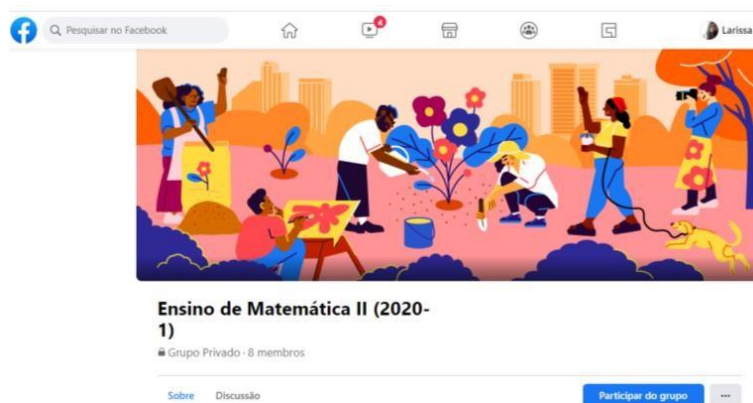 Pesquisar no Facebook
4
Larissa
Ensino de Matemática II (2020-
1)
Grupo Privado · 8 membros
Sobre Discussão Participar do grupo ...